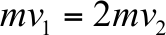 mv₁ = 2mv₂